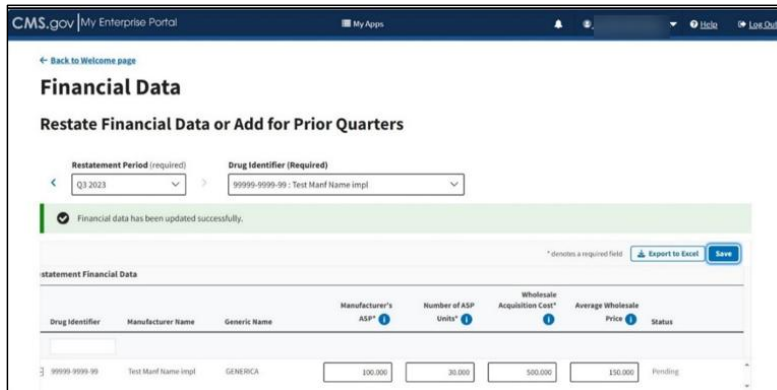 CMS.gov My Enterprise Portal My Apps Help Log Out
Back to Welcome page
Financial Data
Restate Financial Data or Add for Prior Quarters
Restatement Period (required) Drug Identifier (Required)
Q3 2023 99999-9999-99 : Test Manf Name impl
Financial data has been updated successfully.
* denotes a required field Export to Excel Save
statement Financial Data
Drug Identifier Manufacturer Name Generic Name Manufacturer's ASP* Number of ASP Units* Wholesale Acquisition Cost* Average Wholesale Price Status
99999-9999-99 Test Manf Name impl GENERICA 100.000 30.000 500.000 150.000 Pending